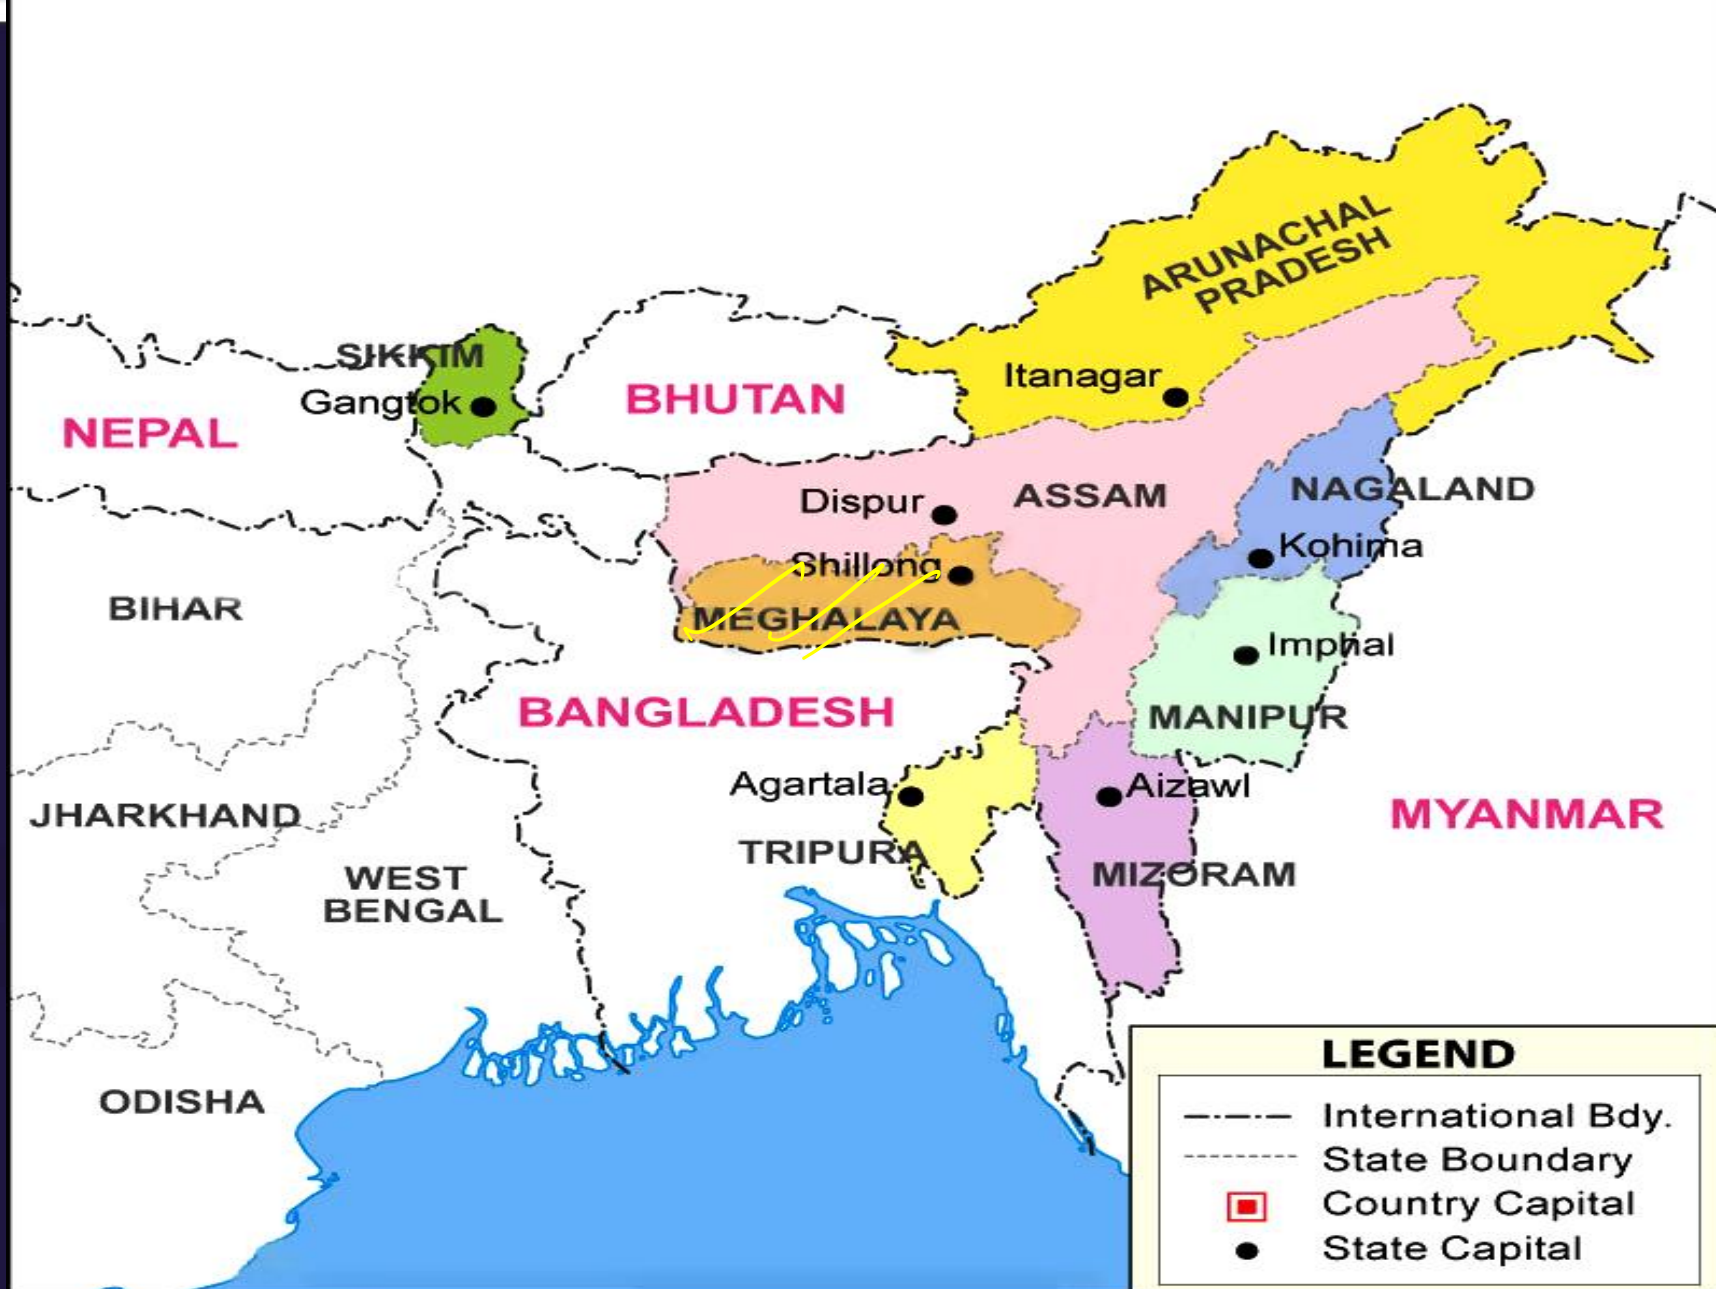 ARUNACHAL
PRADESH
SIKKIM
Gangtok
NEPAL
BHUTAN
Itanagar
Dispur
ASSAM
NAGALAND
Kohima
Shillong
MEGHALAYA
BIHAR
Imphal
MANIPUR
BANGLADESH
Agartala
Aizawl
MYANMAR
JHARKHAND
TRIPURA
MIZORAM
WEST
BENGAL
ODISHA
LEGEND
International Bdy.
State Boundary
Country Capital
State Capital